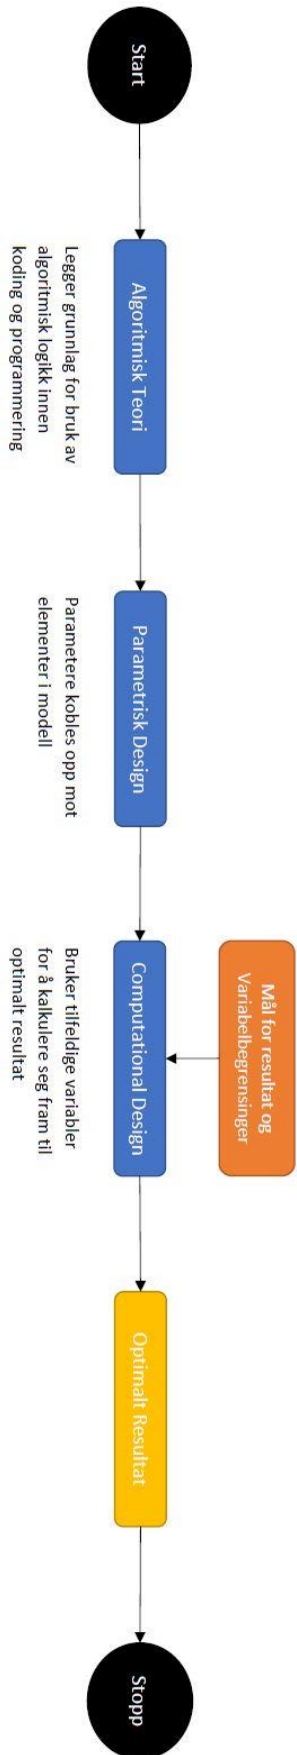 Start
Algoritmisk Teori
Legger grunnlag for bruk av
algoritmisk logikk innen
koding og programmering
Parametrisk Design
Parametere kobles opp mot
elementer i modell
Mål for resultat og
Variabelbegrensinger
Computational Design
Bruker tilfeldige variabler
for å kalkulere seg fram til
optimalt resultat
Optimalt Resultat
Stopp